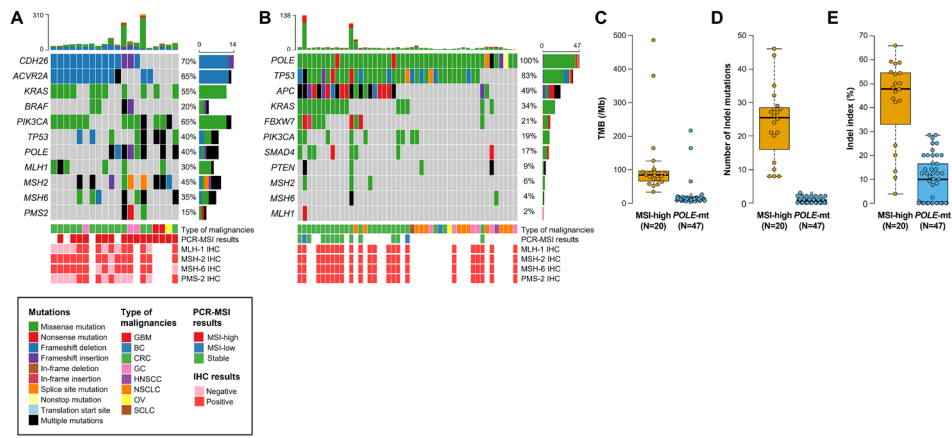 A
310
0
0
14
CDH26
70%
ACVR2A
65%
KRAS
55%
BRAF
20%
PIK3CA
65%
TP53
40%
POLE
40%
MLH1
30%
MSH2
45%
MSH6
35%
PMS2
15%
Type of malignancies
PCR-MSI results
MLH-1 IHC
MSH-2 IHC
MSH-6 IHC
PMS-2 IHC
B
138
0
0
47
POLE
100%
TP53
83%
APC
49%
KRAS
34%
FBXW7
21%
PIK3CA
19%
SMAD4
17%
PTEN
9%
MSH2
6%
MSH6
4%
MLH1
2%
Type of malignancies
PCR-MSI results
MLH-1 IHC
MSH-2 IHC
MSH-6 IHC
PMS-2 IHC
C
TMB (/Mb)
500
400
300
200
100
0
MSI-high POLE-mt
(N=20) (N=47)
D
Number of indel mutations
50
40
30
20
10
0
MSI-high POLE-mt
(N=20) (N=47)
E
Indel index (%)
70
60
50
40
30
20
10
0
MSI-high POLE-mt
(N=20) (N=47)
Mutations
Missense mutation
Nonsense mutation
Frameshift deletion
Frameshift insertion
In-frame deletion
In-frame insertion
Splice site mutation
Nonstop mutation
Translation start site
Multiple mutations
Type of
malignancies
GBM
BC
CRC
GC
HNSCC
NSCLC
OV
SCLC
PCR-MSI
results
MSI-high
MSI-low
Stable
IHC results
Negative
Positive